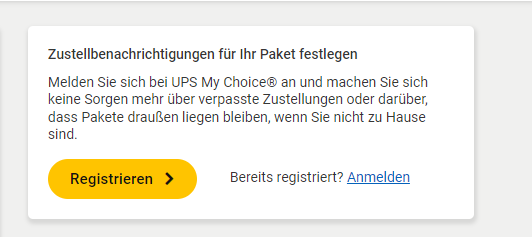 Zustellbenachrichtigungen für Ihr Paket festlegen
Melden Sie sich bei UPS My Choice® an und machen Sie sich
keine Sorgen mehr über verpasste Zustellungen oder darüber,
dass Pakete draußen liegen bleiben, wenn Sie nicht zu Hause
sind.
Registrieren
Bereits registriert? Anmelden